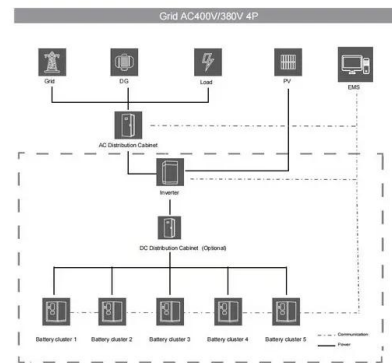 Grid AC400V/380V 4P
Grid
DG
Load
PV
EMS
AC Distribution Cabinet
Inverter
DC Distribution Cabinet (Optional)
Battery cluster 1
Battery cluster 2
Battery cluster 3
Battery cluster 4
Battery cluster 5
Communication
Power